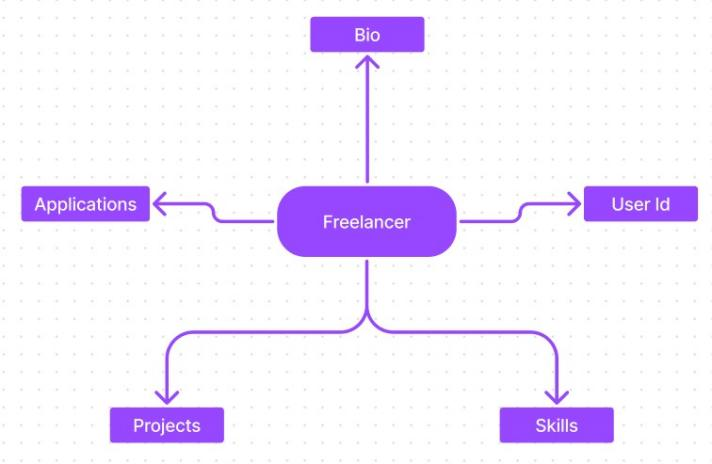 Bio
Applications
Freelancer
User Id
Projects
Skills